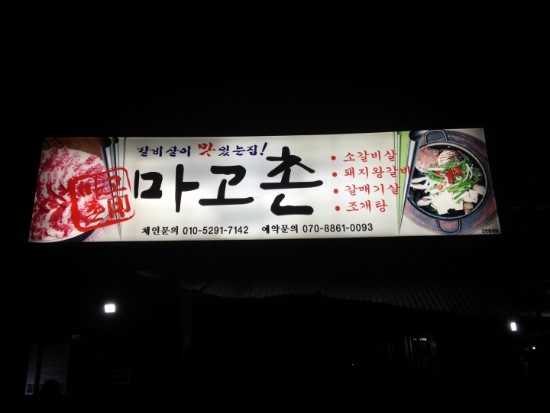 갈비살이 맛있는집!
마고촌
• 소갈비살
• 돼지왕갈비
• 갈매기살
• 조개탕
체인문의 010-5291-7142 예약문의 070-8861-0093